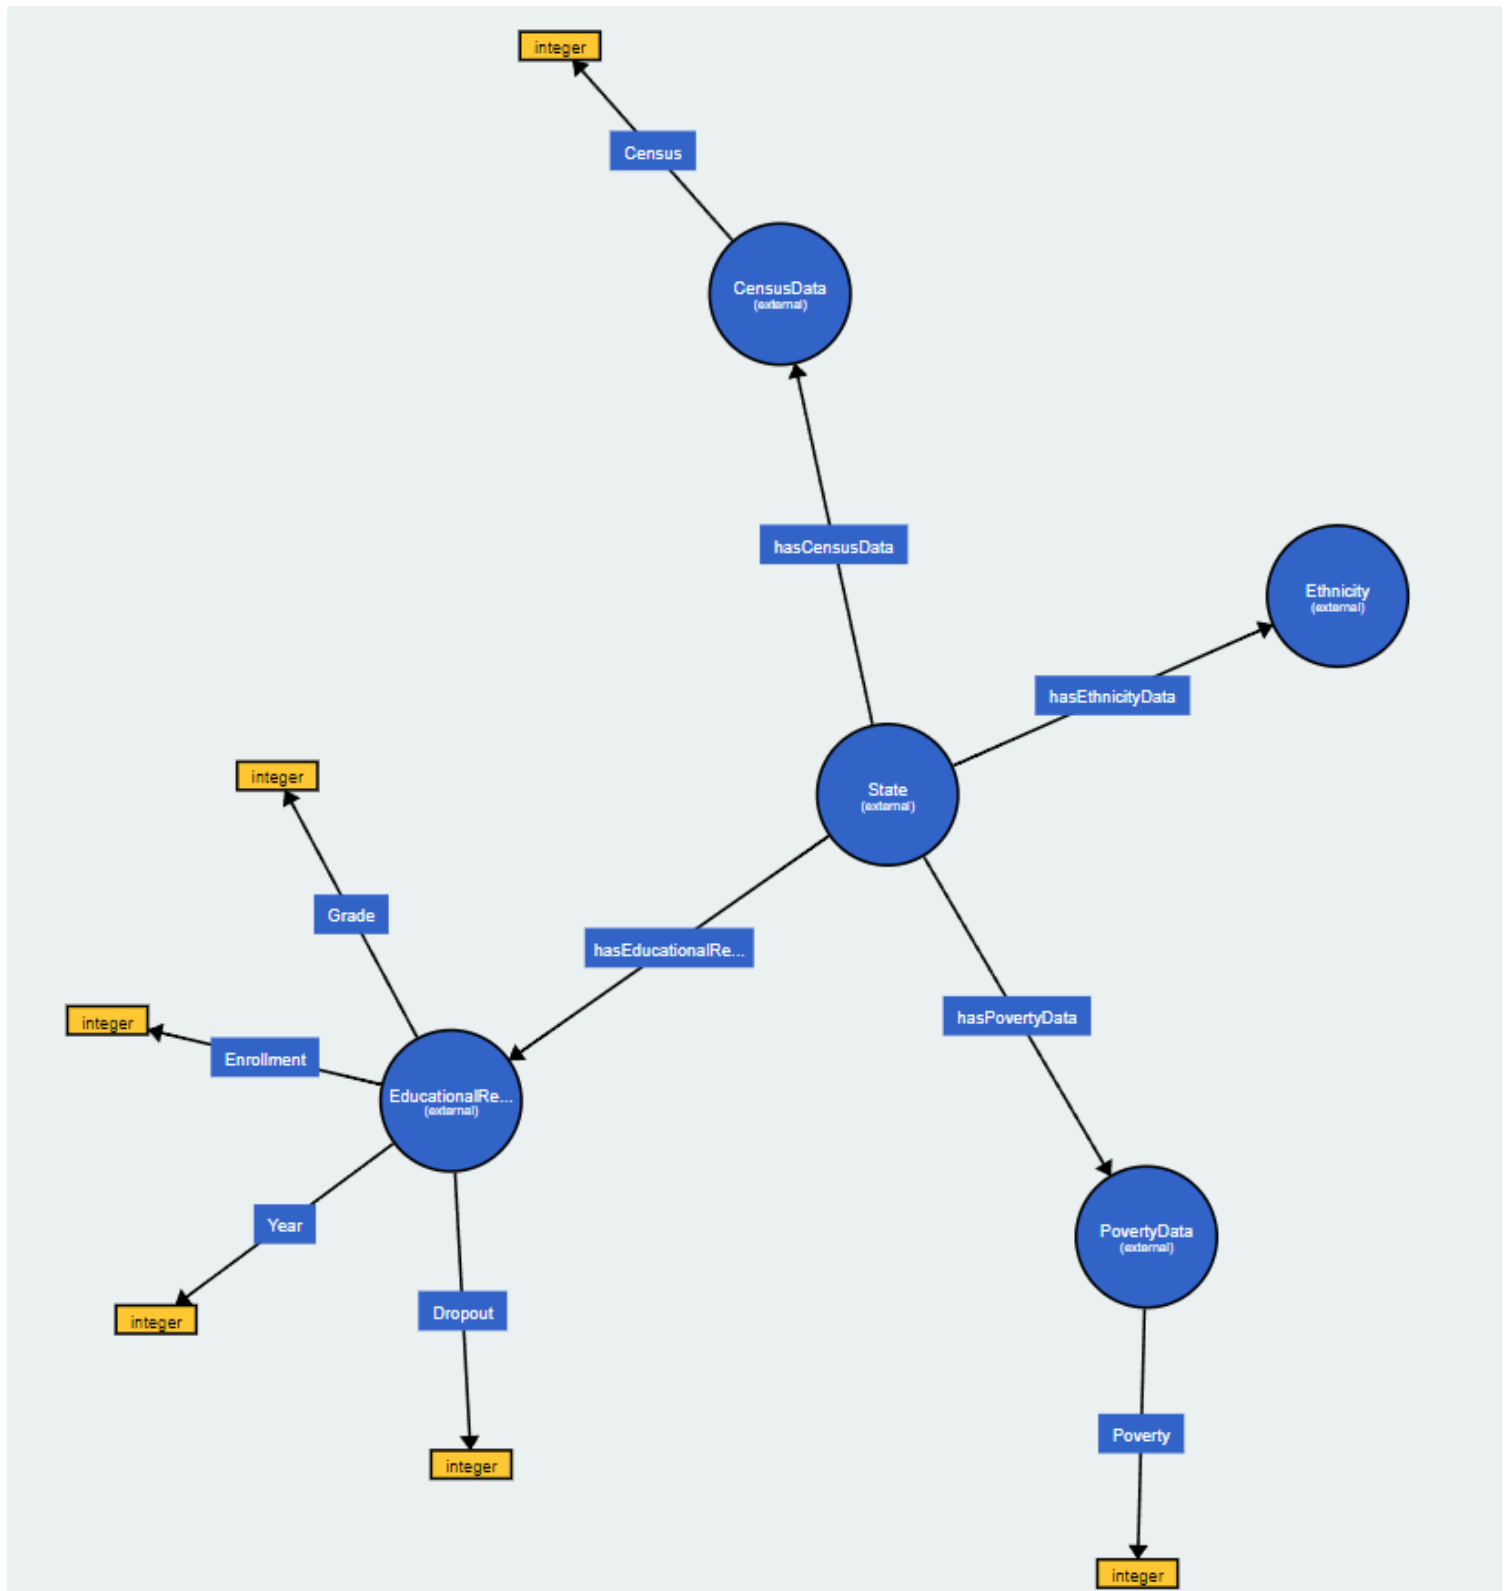 integer
Census
CensusData
(external)
hasCensusData
Ethnicity
(external)
hasEthnicityData
State
(external)
integer
Grade
hasEducationalRe...
integer
Enrollment
EducationalRe...
(external)
hasPovertyData
Year
integer
Dropout
integer
PovertyData
(external)
Poverty
integer